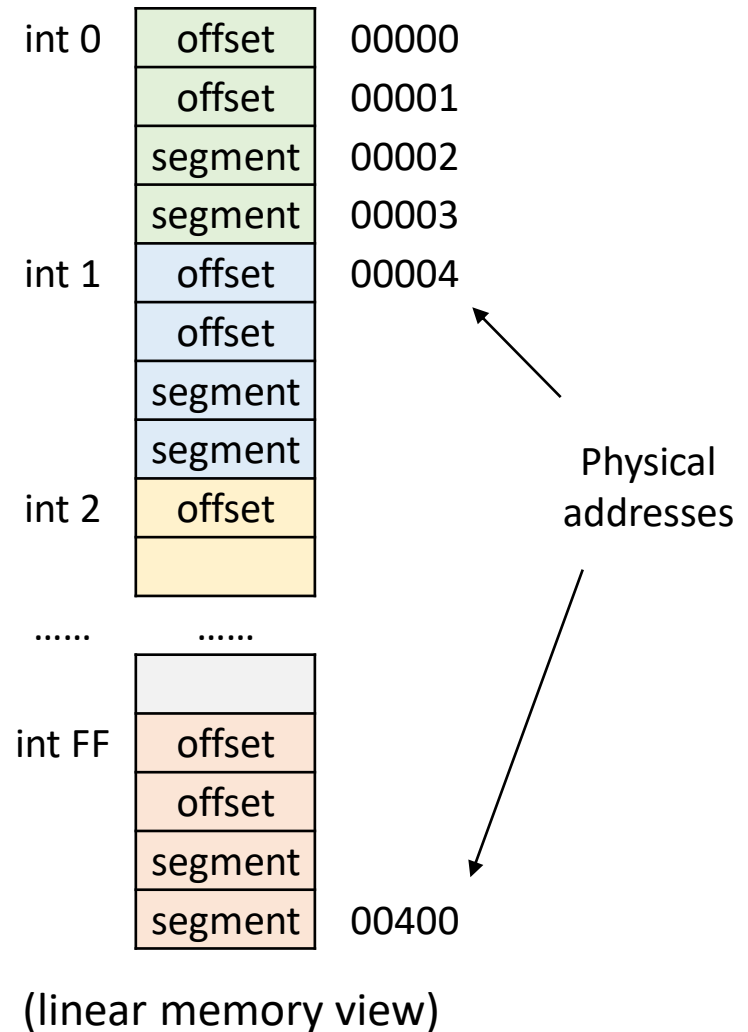 int 0 offset 00000
offset 00001
segment 00002
segment 00003
int 1 offset 00004
offset
segment
segment
Physical
addresses
int 2 offset
...... ......
int FF offset
offset
segment
segment 00400
(linear memory view)